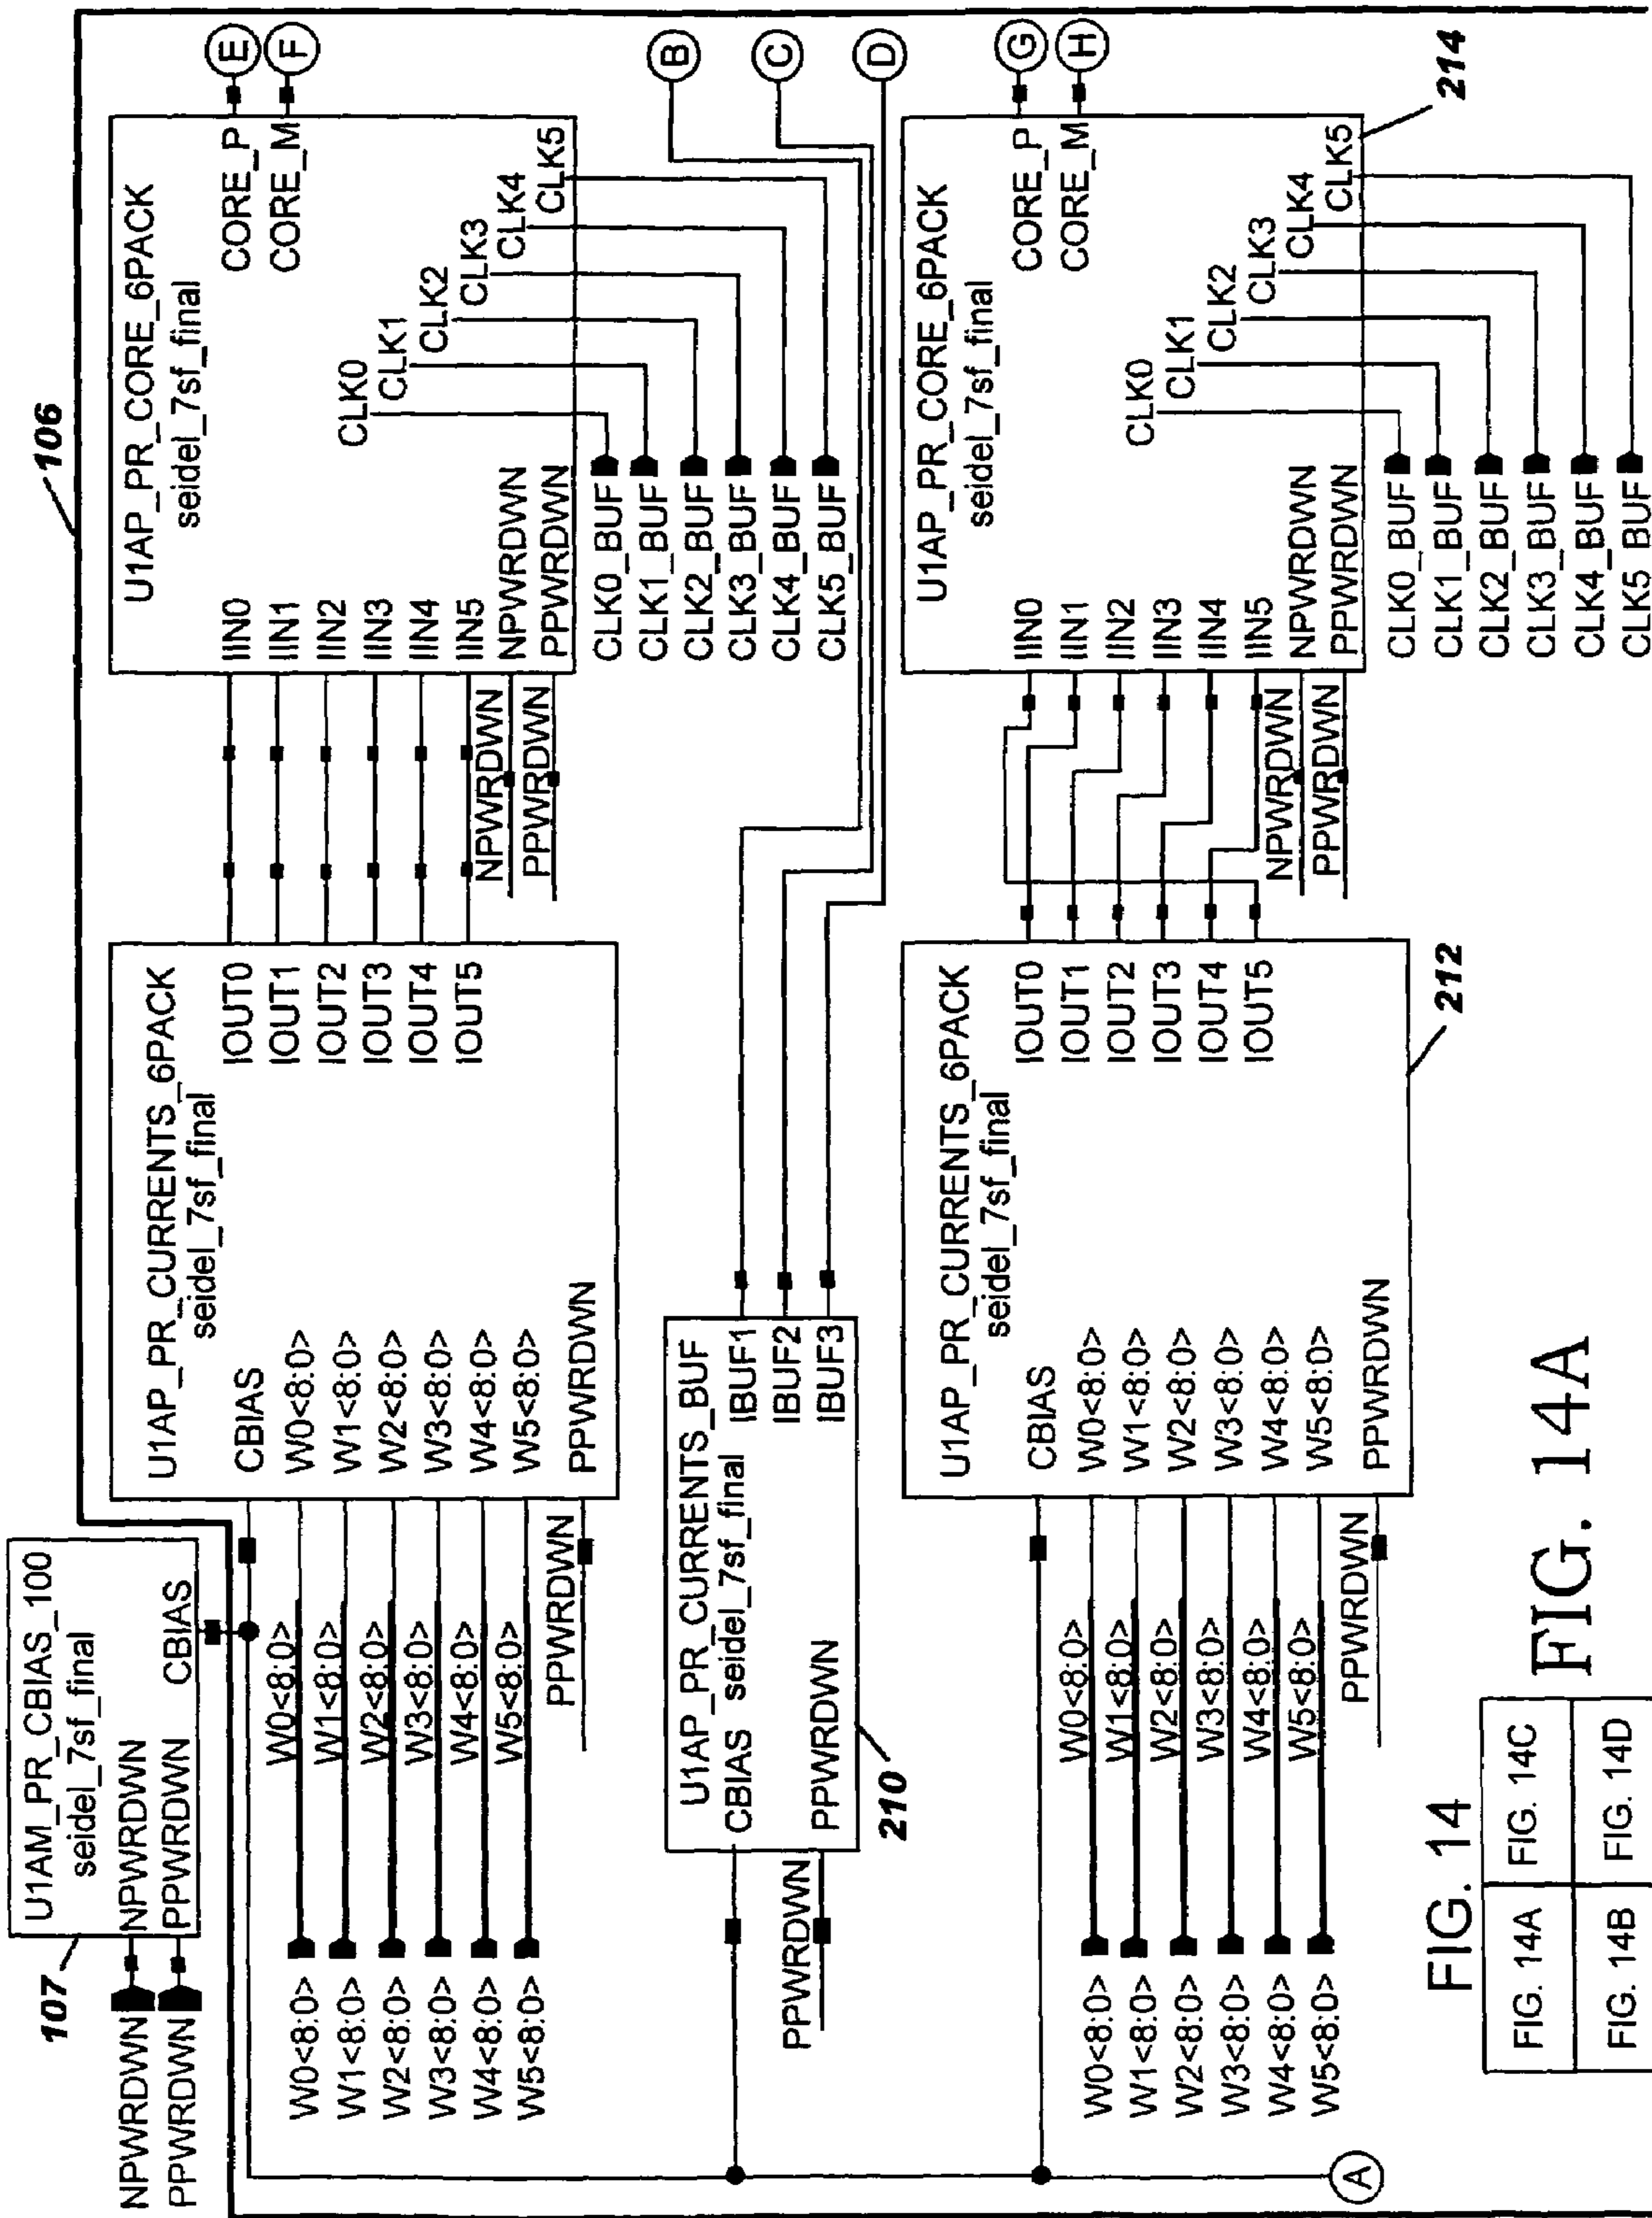 106
107
U1AM_PR_CBIAS_100
seidel_7sf_final
NPWRDWN
PPWRDWN
CBIAS
NPWRDWN
PPWRDWN
U1AP_PR_CURRENTS_6PACK
seidel_7sf_final
CBIAS
W0<8:0>
W1<8:0>
W2<8:0>
W3<8:0>
W4<8:0>
W5<8:0>
PPWRDWN
IOUT0
IOUT1
IOUT2
IOUT3
IOUT4
IOUT5
W0<8:0>
W1<8:0>
W2<8:0>
W3<8:0>
W4<8:0>
W5<8:0>
PPWRDWN
W0<8:0>
W1<8:0>
W2<8:0>
W3<8:0>
W4<8:0>
W5<8:0>
U1AP_PR_CORE_6PACK
seidel_7sf_final
IIN0
IIN1
IIN2
IIN3
IIN4
IIN5
NPWRDWN
PPWRDWN
CORE_P
CORE_M
CLK0
CLK1
CLK2
CLK3
CLK4
CLK5
NPWRDWN
PPWRDWN
CLK0_BUF
CLK1_BUF
CLK2_BUF
CLK3_BUF
CLK4_BUF
CLK5_BUF
E
F
B
C
D
U1AP_PR_CURRENTS_BUF
CBIAS seidel_7sf_final
PPWRDWN
IBUF1
IBUF2
IBUF3
PPWRDWN
210
U1AP_PR_CURRENTS_6PACK
seidel_7sf_final
CBIAS
W0<8:0>
W1<8:0>
W2<8:0>
W3<8:0>
W4<8:0>
W5<8:0>
PPWRDWN
IOUT0
IOUT1
IOUT2
IOUT3
IOUT4
IOUT5
212
W0<8:0>
W1<8:0>
W2<8:0>
W3<8:0>
W4<8:0>
W5<8:0>
PPWRDWN
W0<8:0>
W1<8:0>
W2<8:0>
W3<8:0>
W4<8:0>
W5<8:0>
U1AP_PR_CORE_6PACK
seidel_7sf_final
IIN0
IIN1
IIN2
IIN3
IIN4
IIN5
NPWRDWN
PPWRDWN
CORE_P
CORE_M
CLK0
CLK1
CLK2
CLK3
CLK4
CLK5
214
NPWRDWN
PPWRDWN
CLK0_BUF
CLK1_BUF
CLK2_BUF
CLK3_BUF
CLK4_BUF
CLK5_BUF
G
H
A
FIG. 14
FIG. 14A FIG. 14C
FIG. 14B FIG. 14D
FIG. 14A